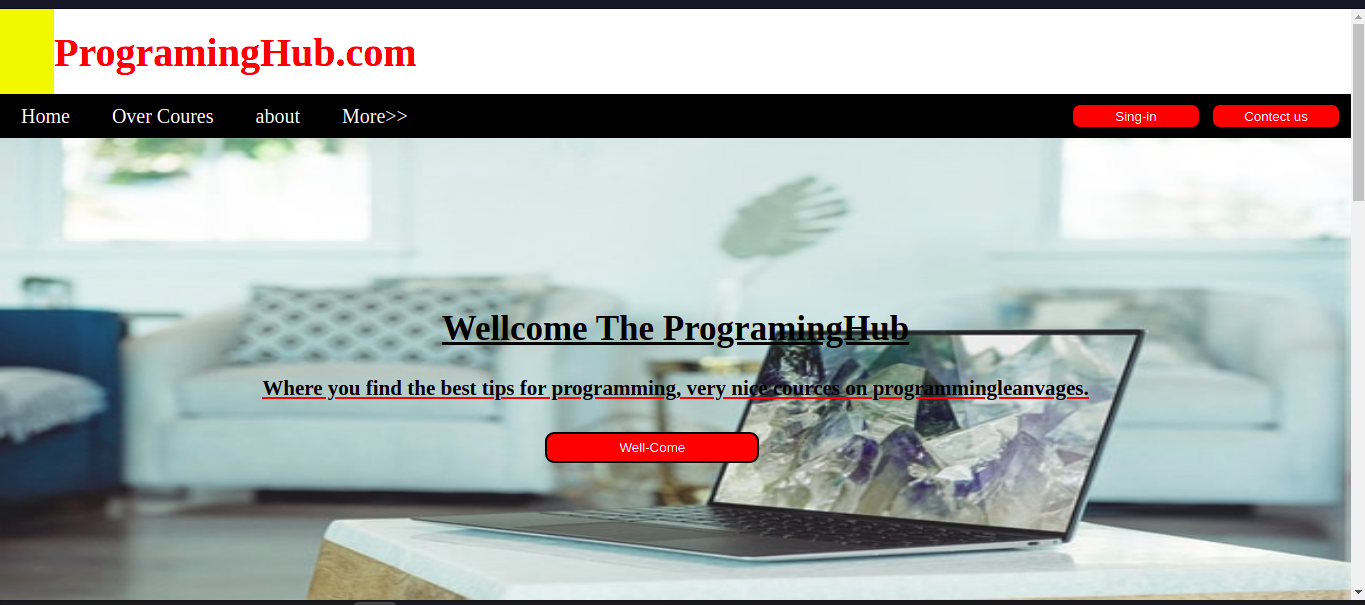 ProgramingHub.com
Home Over Coures about More>> Sing-in Contect us
Wellcome The ProgramingHub
Where you find the best tips for programming, very nice cources on programmingleanvages.
Well-Come